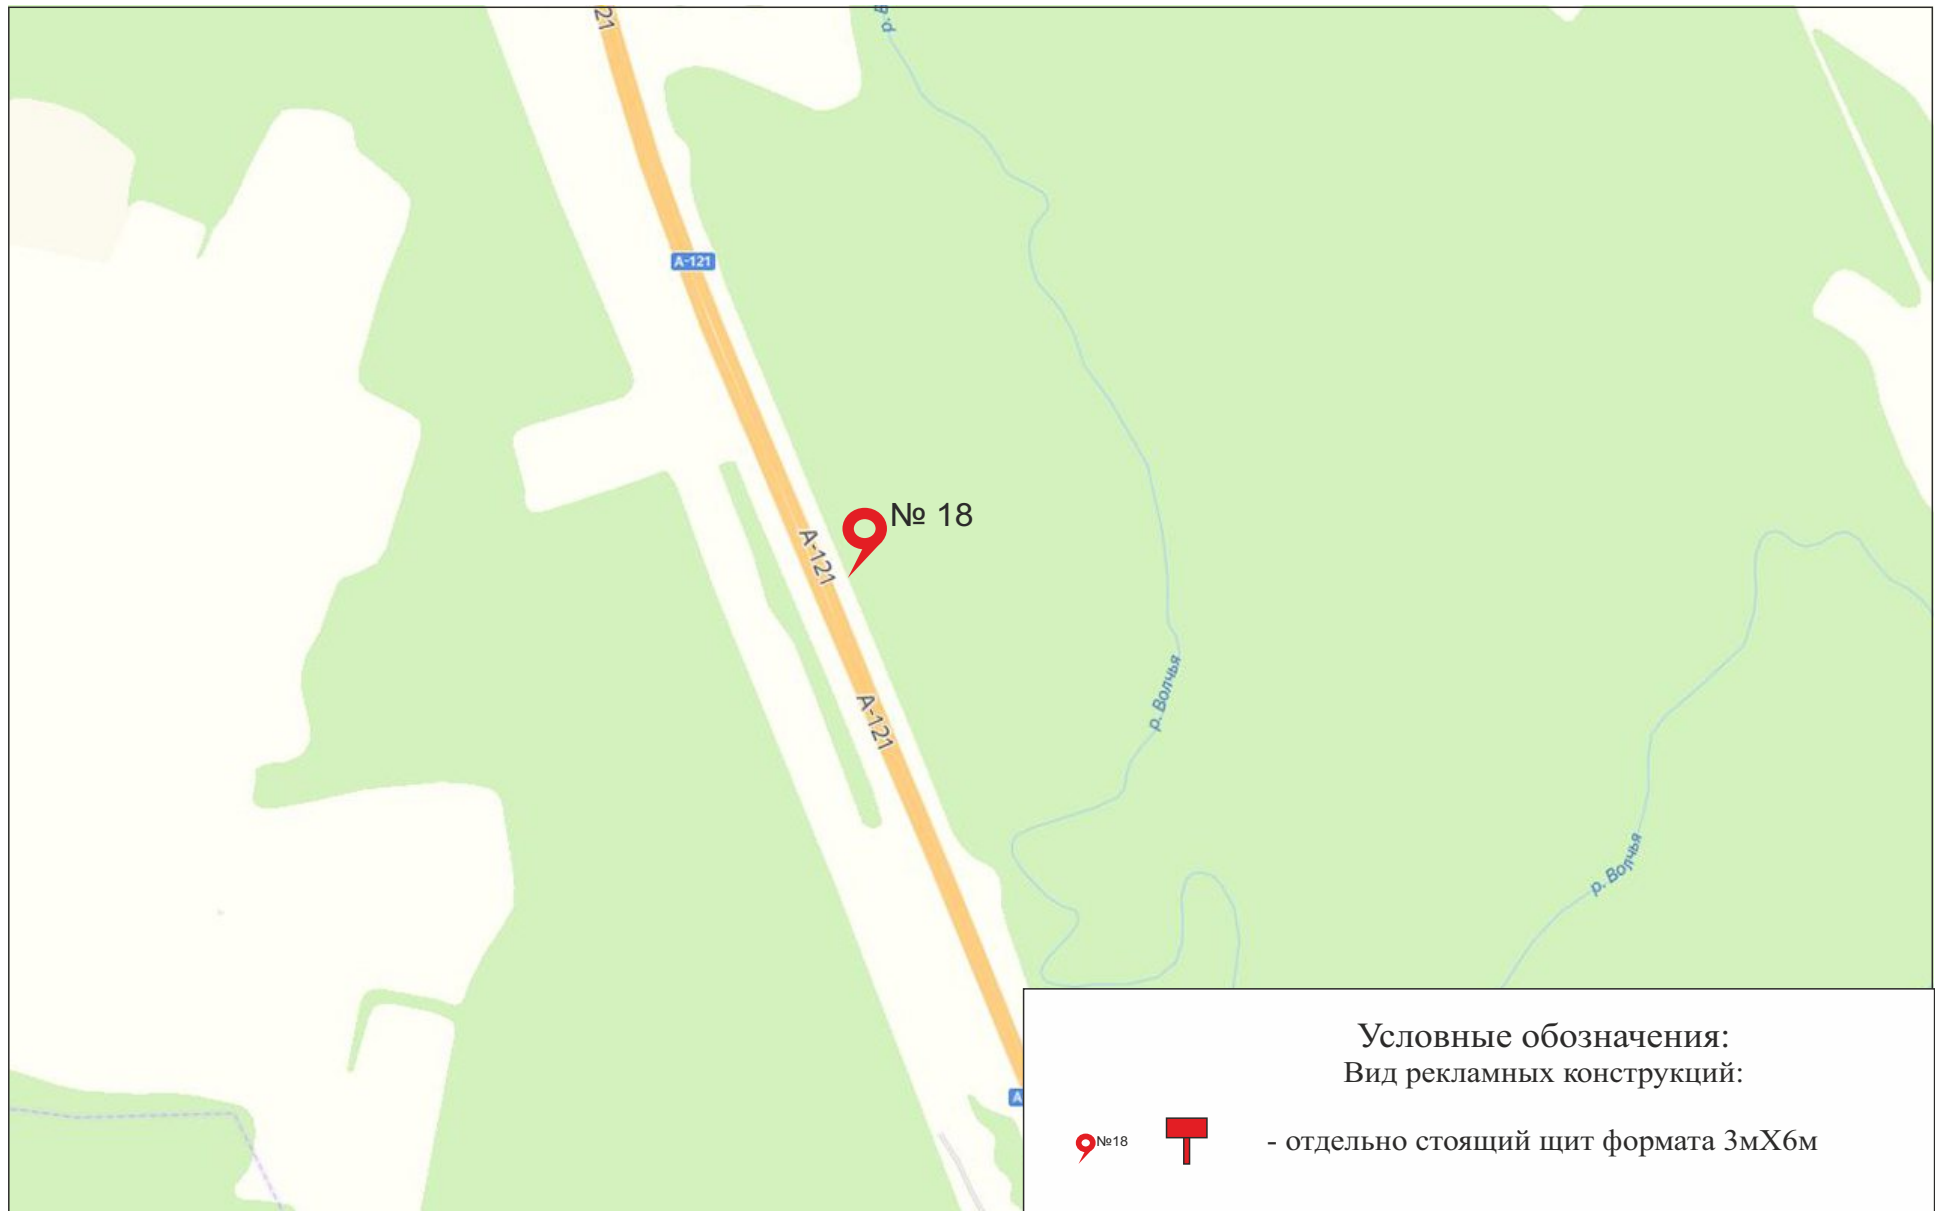 21
р. В
A-121
№ 18
A-121
A-121
р. Волчья
р. Волчья
A
Условные обозначения:
Вид рекламных конструкций:
№18
- отдельно стоящий щит формата 3мХ6м